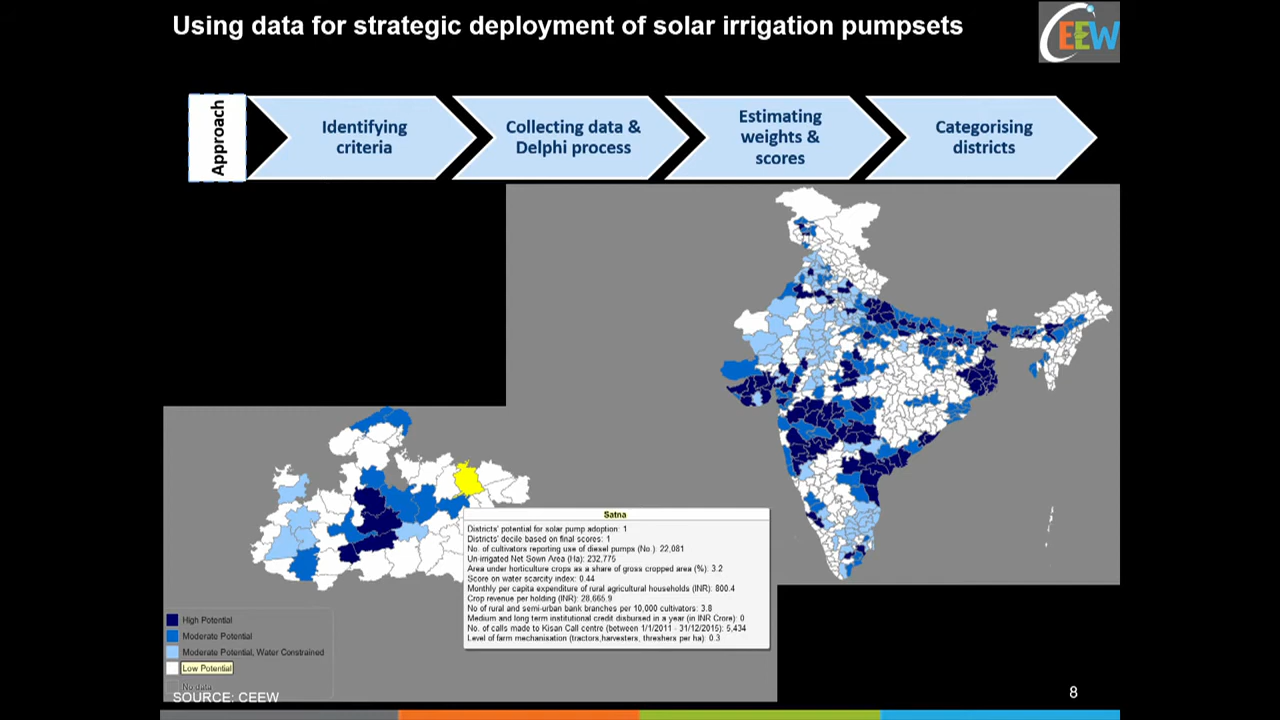 Using data for strategic deployment of solar irrigation pumpsets
CEEW
Approach
Identifying
criteria
Collecting data &
Delphi process
Estimating
weights &
scores
Categorising
districts
Satna
Districts' potential for solar pump adoption: 1
Districts' decile based on final scores: 1
No. of cultivators reporting use of diesel pumps (No.): 22,081
Un-irrigated Net Sown Area (Ha): 232,775
Area under horticulture crops as a share of gross cropped area (%): 3.2
Score on water scarcity index: 0.44
Monthly per capita expenditure of rural agricultural households (INR): 800.4
Crop revenue per holding (INR): 28,665.9
No of rural and semi-urban bank branches per 10,000 cultivators: 3.8
Medium and long term institutional credit disbursed in a year (in INR Crore): 0
No. of calls made to Kisan Call centre (between 1/1/2011 - 31/12/2015): 5,434
Level of farm mechanisation (tractors,harvesters, threshers per ha): 0.3
High Potential
Moderate Potential
Moderate Potential, Water Constrained
Low Potential
No data
SOURCE: CEEW
8